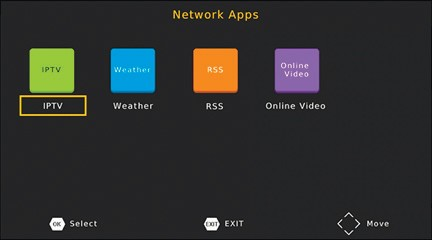 Network Apps
IPTV Weather RSS Online
Video
IPTV Weather RSS Online Video
OK Select EXIT EXIT Move